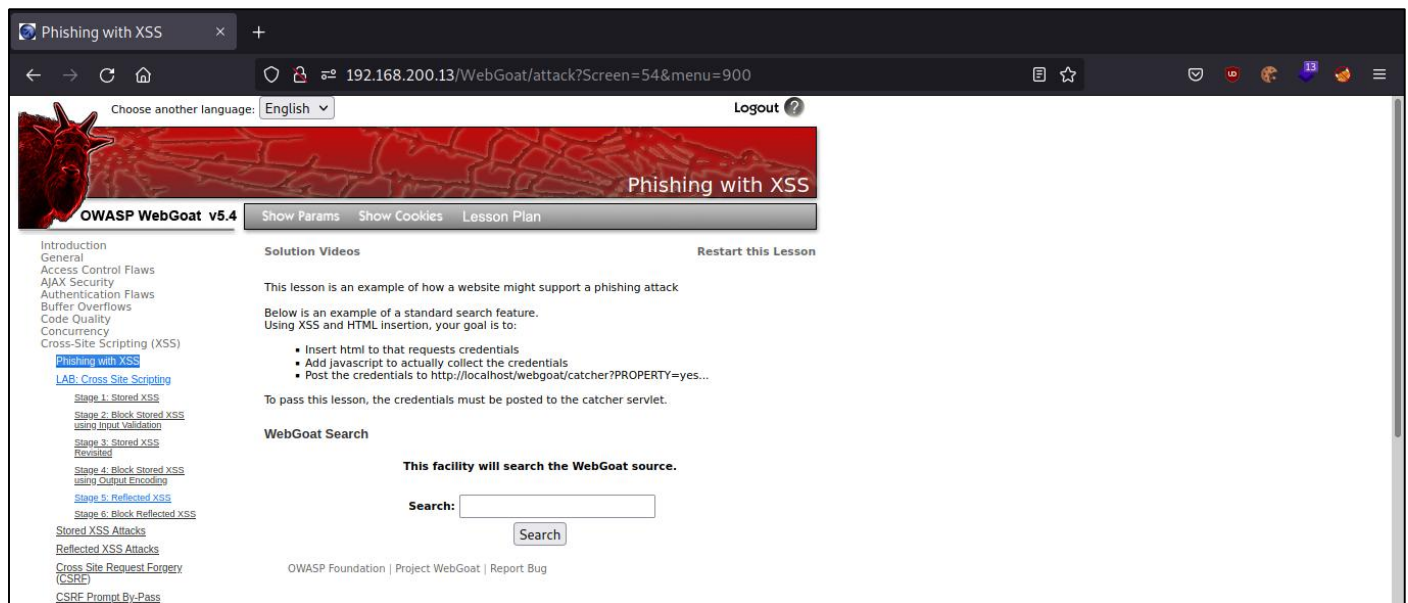 Phishing with XSS
192.168.200.13/WebGoat/attack?Screen=54&menu=900
13
Choose another language: English
Logout ?
Phishing with XSS
OWASP WebGoat v5.4
Show Params Show Cookies Lesson Plan
Introduction
General
Access Control Flaws
AJAX Security
Authentication Flaws
Buffer Overflows
Code Quality
Concurrency
Cross-Site Scripting (XSS)
Phishing with XSS
LAB: Cross Site Scripting
Stage 1: Stored XSS
Stage 2: Block Stored XSS
using Input Validation
Stage 3: Stored XSS
Revisited
Stage 4: Block Stored XSS
using Output Encoding
Stage 5: Reflected XSS
Stage 6: Block Reflected XSS
Stored XSS Attacks
Reflected XSS Attacks
Cross Site Request Forgery
(CSRF)
CSRF Prompt By-Pass
Solution Videos
Restart this Lesson
This lesson is an example of how a website might support a phishing attack
Below is an example of a standard search feature.
Using XSS and HTML insertion, your goal is to:
▪ Insert html to that requests credentials
▪ Add javascript to actually collect the credentials
▪ Post the credentials to http://localhost/webgoat/catcher?PROPERTY=yes...
To pass this lesson, the credentials must be posted to the catcher servlet.
WebGoat Search
This facility will search the WebGoat source.
Search:
Search
OWASP Foundation | Project WebGoat | Report Bug